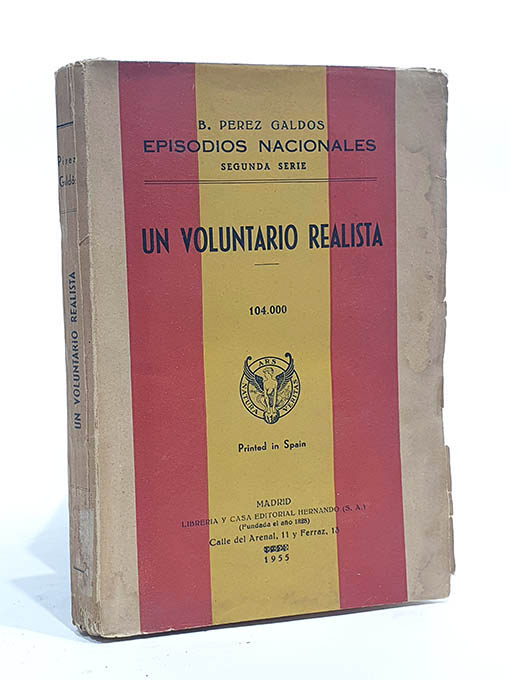 B. PEREZ GALDOS
EPISODIOS NACIONALES
SEGUNDA SERIE
UN VOLUNTARIO REALISTA
104.000
ARS
NATURA
VERITAS
Printed in Spain
MADRID
LIBRERIA Y CASA EDITORIAL HERNANDO (S. A.)
(Fundada el año 1828)
Calle del Arenal, 11 y Ferraz, 13
1955
Perez
Galdós
UN VOLUNTARIO REALISTA